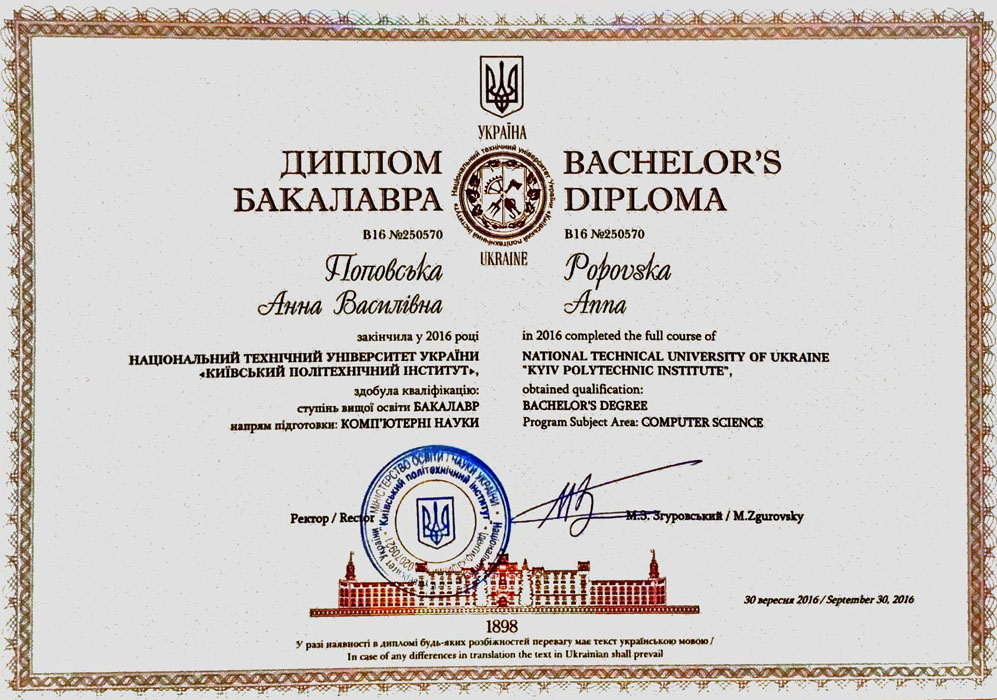 УКРАЇНА
ДИПЛОМ
БАКАЛАВРА
В16 №250570
Поповська
Анна Василівна
закінчила у 2016 році
НАЦІОНАЛЬНИЙ ТЕХНІЧНИЙ УНІВЕРСИТЕТ УКРАЇНИ
«КИЇВСЬКИЙ ПОЛІТЕХНІЧНИЙ ІНСТИТУТ»,
здобула кваліфікацію:
ступінь вищої освіти БАКАЛАВР
напрям підготовки: КОМП'ЮТЕРНІ НАУКИ
Національний технічний університет України «Київський політехнічний інститут»
UKRAINE
BACHELOR'S
DIPLOMA
B16 №250570
Popovska
Anna
in 2016 completed the full course of
NATIONAL TECHNICAL UNIVERSITY OF UKRAINE
"KYIV POLYTECHNIC INSTITUTE",
obtained qualification:
BACHELOR'S DEGREE
Program Subject Area: COMPUTER SCIENCE
Ректор / Rector
МІНІСТЕРСТВО ОСВІТИ І НАУКИ УКРАЇНИ
"Київський політехнічний інститут"
М.З. Згуровський / M.Zgurovsky
30 вересня 2016 / September 30, 2016
1898
У разі наявності в дипломі будь-яких розбіжностей перевагу має текст українською мовою /
In case of any differences in translation the text in Ukrainian shall prevail